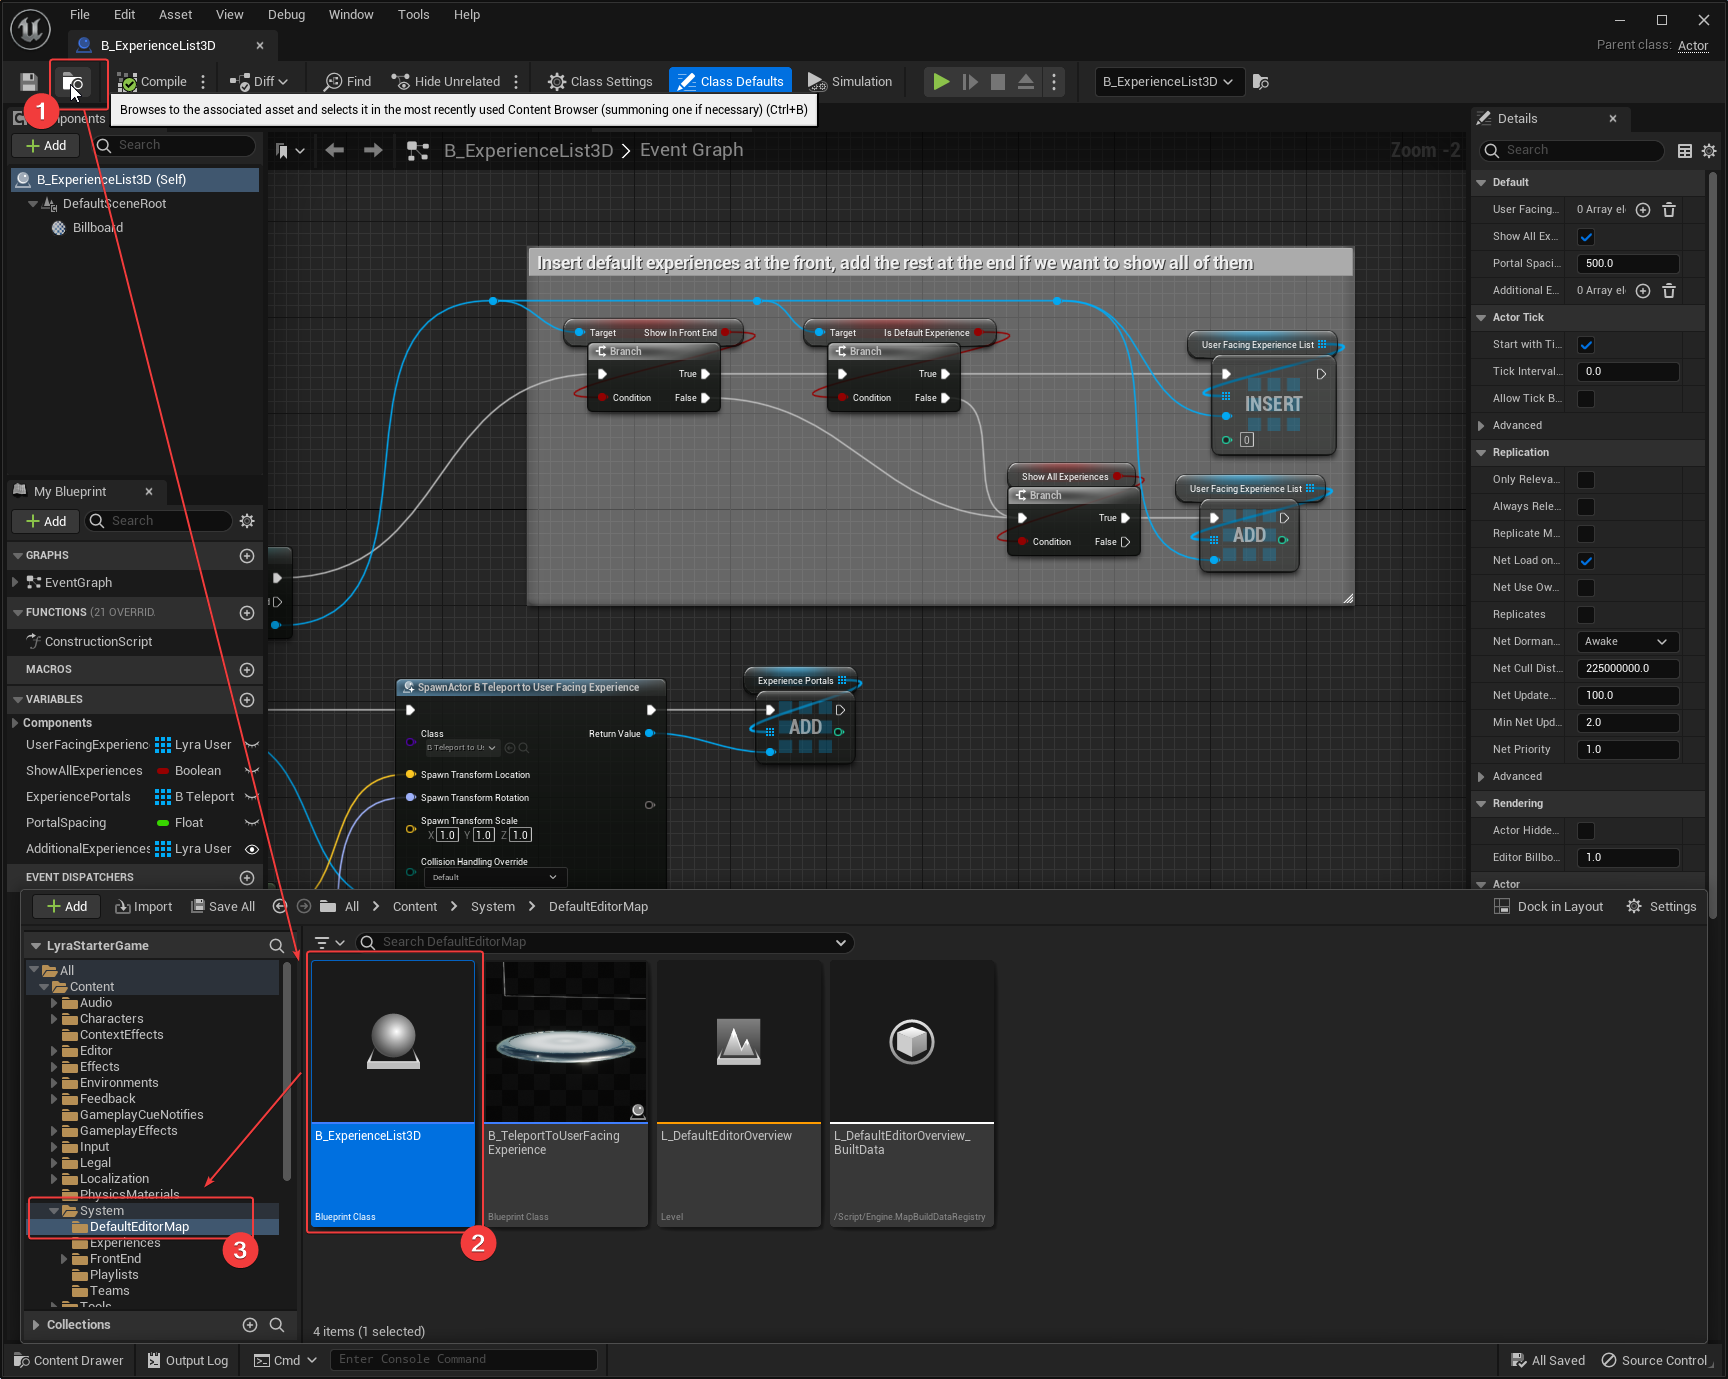 File Edit Asset View Debug Window Tools Help
B_ExperienceList3D
Parent class: Actor
Compile Diff Find Hide Unrelated Class Settings Class Defaults Simulation B_ExperienceList3D
1
Browses to the associated asset and selects it in the most recently used Content Browser (summoning one if necessary) (Ctrl+B)
Add Search
B_ExperienceList3D (Self)
DefaultSceneRoot
Billboard
B_ExperienceList3D > Event Graph Zoom -2
Insert default experiences at the front, add the rest at the end if we want to show all of them
Target Show In Front End
Branch
True
Condition False
Target Is Default Experience
Branch
True
Condition False
User Facing Experience List
INSERT
0
Show All Experiences
Branch
True
Condition False
User Facing Experience List
ADD
SpawnActor B Teleport to User Facing Experience
Class
B Teleport to Us
Return Value
Spawn Transform Location
Spawn Transform Rotation
Spawn Transform Scale
X 1.0 Y 1.0 Z 1.0
Collision Handling Override
Default
Experience Portals
ADD
My Blueprint
Add Search
GRAPHS
EventGraph
FUNCTIONS (21 OVERRID
ConstructionScript
MACROS
VARIABLES
Components
UserFacingExperienc Lyra User
ShowAllExperiences Boolean
ExperiencePortals B Teleport
PortalSpacing Float
AdditionalExperiences Lyra User
EVENT DISPATCHERS
Details
Search
Default
User Facing... 0 Array el
Show All Ex...
Portal Spaci... 500.0
Additional E... 0 Array el
Actor Tick
Start with Ti...
Tick Interval... 0.0
Allow Tick B...
Advanced
Replication
Only Releva...
Always Rele...
Replicate M...
Net Load on...
Net Use Ow...
Replicates
Net Dorman... Awake
Net Cull Dist... 225000000.0
Net Update... 100.0
Min Net Upd... 2.0
Net Priority 1.0
Advanced
Rendering
Actor Hidde...
Editor Billbo... 1.0
Actor
Add Import Save All All > Content > System > DefaultEditorMap Dock in Layout Settings
LyraStarterGame
Search DefaultEditorMap
All
Content
Audio
Characters
ContextEffects
Editor
Effects
Environments
Feedback
GameplayCueNotifies
GameplayEffects
Input
Legal
Localization
PhysicsMaterials
System
DefaultEditorMap
Experiences
FrontEnd
Playlists
Teams
Tools
3
Collections
B_ExperienceList3D
Blueprint Class
2
B_TeleportToUserFacing
Experience
Blueprint Class
L_DefaultEditorOverview
Level
L_DefaultEditorOverview_
BuiltData
/Script/Engine.MapBuildDataRegistry
4 items (1 selected)
Content Drawer Output Log Cmd Enter Console Command All Saved Source Control